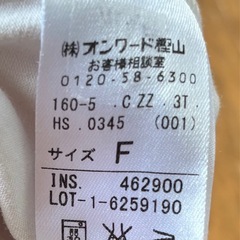 (株)オンワード樫山
お客様相談室
0120-58-6300
160-5 .C ZZ .3T.
HS .0345 (001)
サイズ F
INS. 462900
LOT-1-6259190